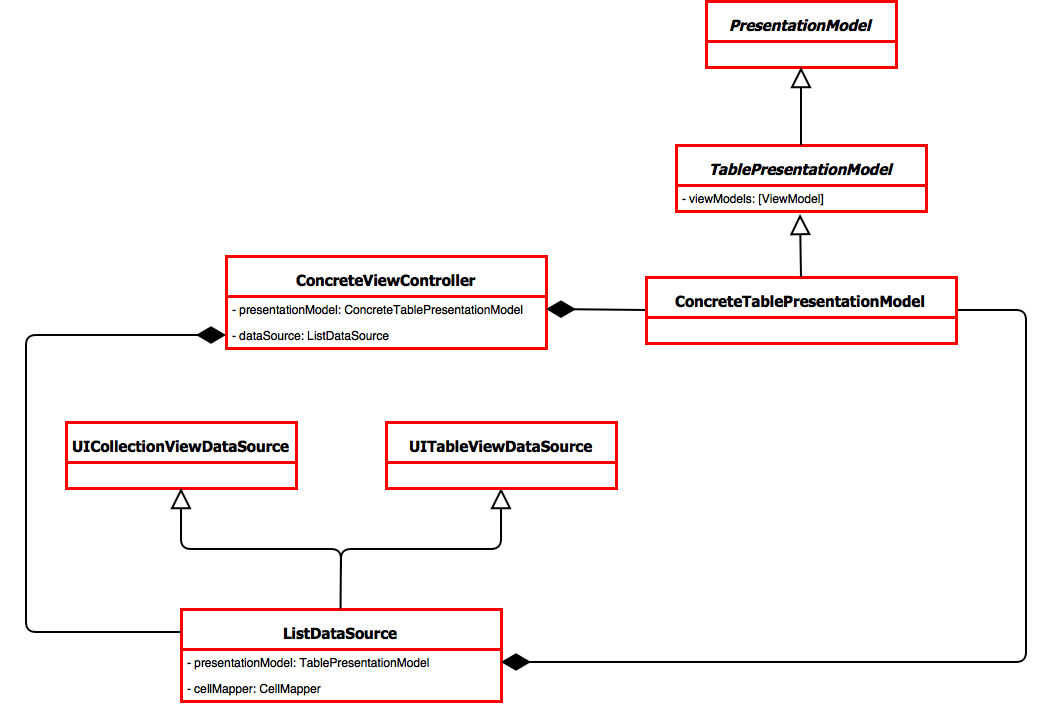 PresentationModel
TablePresentationModel
- viewModels: [ViewModel]
ConcreteViewController
- presentationModel: ConcreteTablePresentationModel
- dataSource: ListDataSource
ConcreteTablePresentationModel
UICollectionViewDataSource
UITableViewDataSource
ListDataSource
- presentationModel: TablePresentationModel
- cellMapper: CellMapper